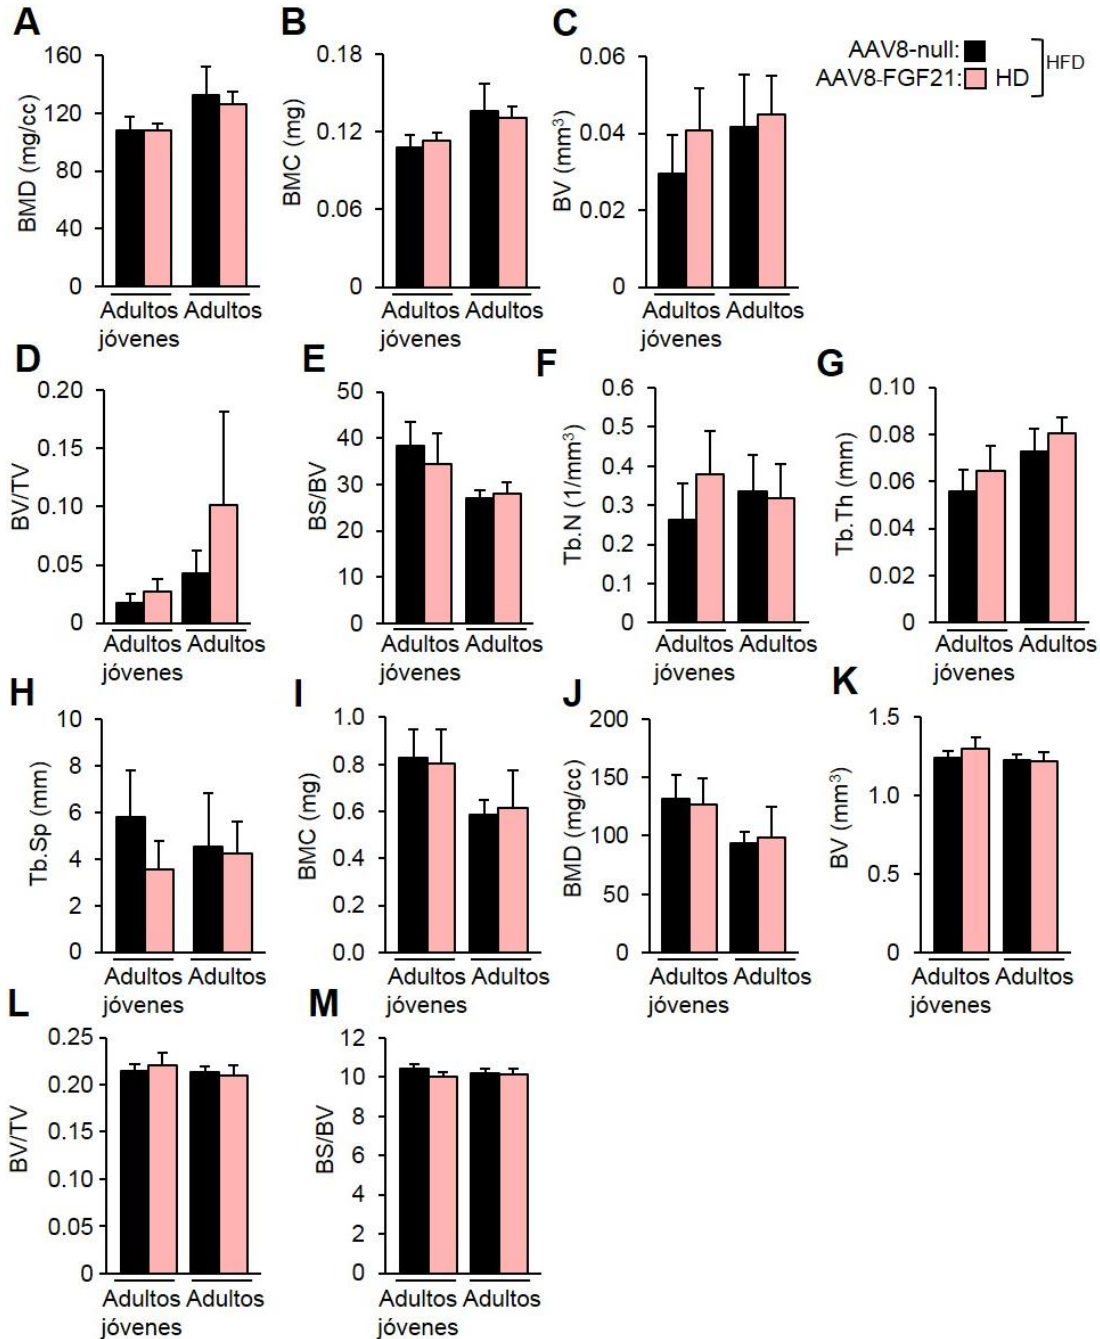 A
BMD (mg/cc)
160
120
80
40
0
Adultos Adultos
jóvenes
B
BMC (mg)
0.18
0.12
0.06
0
Adultos Adultos
jóvenes
C
BV (mm³)
0.06
0.04
0.02
0
Adultos Adultos
jóvenes
AAV8-null:
AAV8-FGF21: HD
HFD
D
BV/TV
0.20
0.15
0.10
0.05
0
Adultos Adultos
jóvenes
E
BS/BV
50
40
30
20
10
0
Adultos Adultos
jóvenes
F
Tb.N (1/mm³)
0.6
0.5
0.4
0.3
0.2
0.1
0
Adultos Adultos
jóvenes
G
Tb.Th (mm)
0.10
0.08
0.06
0.04
0.02
0
Adultos Adultos
jóvenes
H
Tb.Sp (mm)
10
8
6
4
2
0
Adultos Adultos
jóvenes
I
BMC (mg)
1.0
0.8
0.6
0.4
0.2
0.0
Adultos Adultos
jóvenes
J
BMD (mg/cc)
200
150
100
50
0
Adultos Adultos
jóvenes
K
BV (mm³)
1.5
1.0
0.5
0
Adultos Adultos
jóvenes
L
BV/TV
0.25
0.20
0.15
0.10
0.05
0
Adultos Adultos
jóvenes
M
BS/BV
12
10
8
6
4
2
0
Adultos Adultos
jóvenes